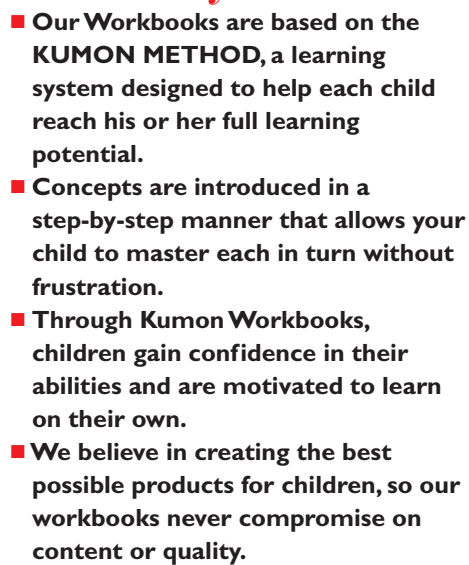 ■ Our Workbooks are based on the
KUMON METHOD, a learning
system designed to help each child
reach his or her full learning
potential.
■ Concepts are introduced in a
step-by-step manner that allows your
child to master each in turn without
frustration.
■ Through Kumon Workbooks,
children gain confidence in their
abilities and are motivated to learn
on their own.
■ We believe in creating the best
possible products for children, so our
workbooks never compromise on
content or quality.